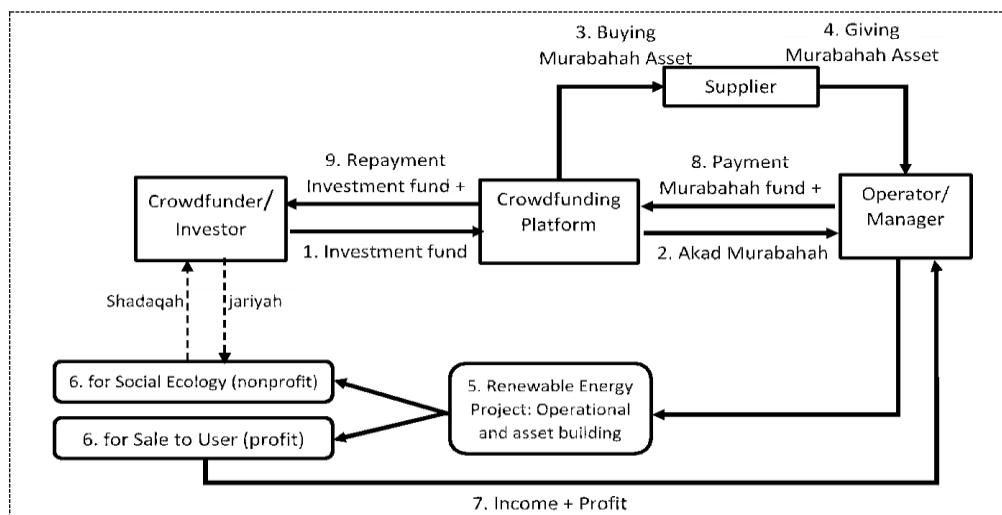 3. Buying
Murabahah Asset
4. Giving
Murabahah Asset
Supplier
9. Repayment
Investment fund +
8. Payment
Murabahah fund +
Crowdfunder/
Investor
Crowdfunding
Platform
Operator/
Manager
1. Investment fund
2. Akad Murabahah
Shadaqah
jariyah
6. for Social Ecology (nonprofit)
5. Renewable Energy
Project: Operational
and asset building
6. for Sale to User (profit)
7. Income + Profit